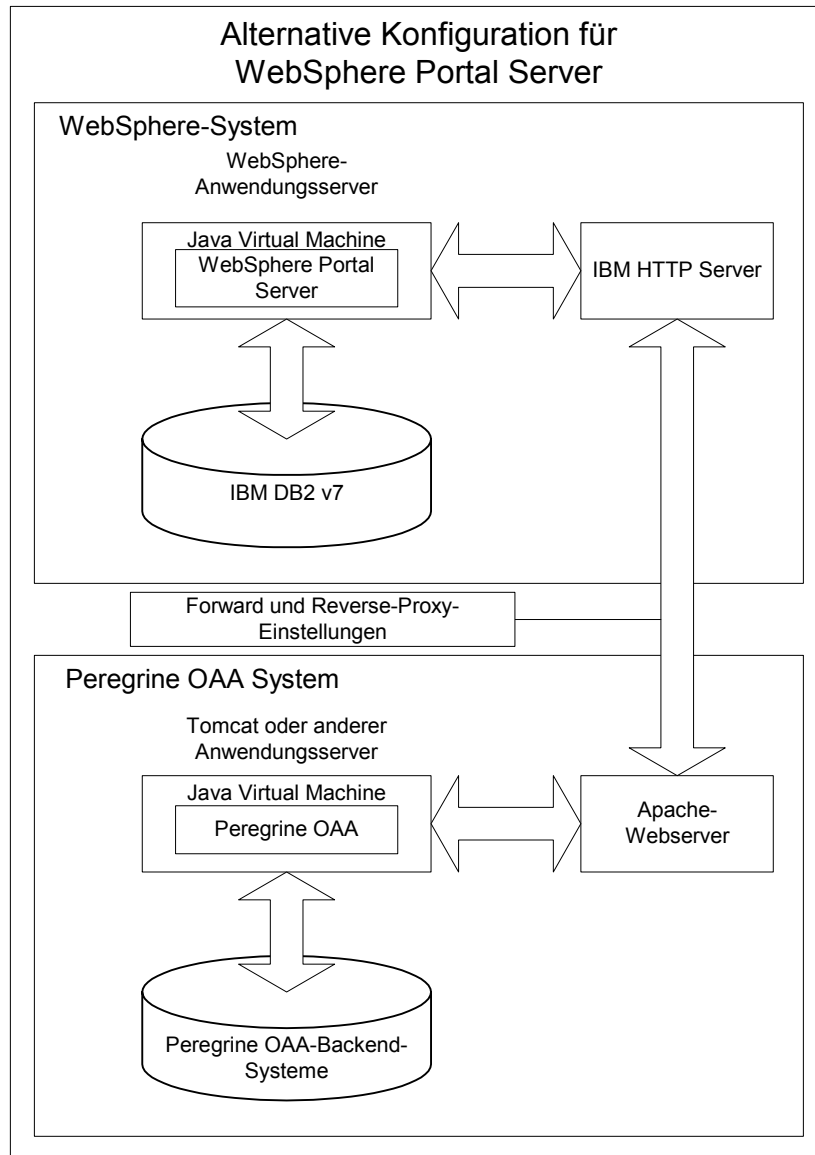 Alternative Konfiguration für
WebSphere Portal Server
WebSphere-System
WebSphere-
Anwendungsserver
Java Virtual Machine
WebSphere Portal
Server
IBM HTTP Server
IBM DB2 v7
Forward und Reverse-Proxy-
Einstellungen
Peregrine OAA System
Tomcat oder anderer
Anwendungsserver
Java Virtual Machine
Peregrine OAA
Apache-
Webserver
Peregrine OAA-Backend-
Systeme